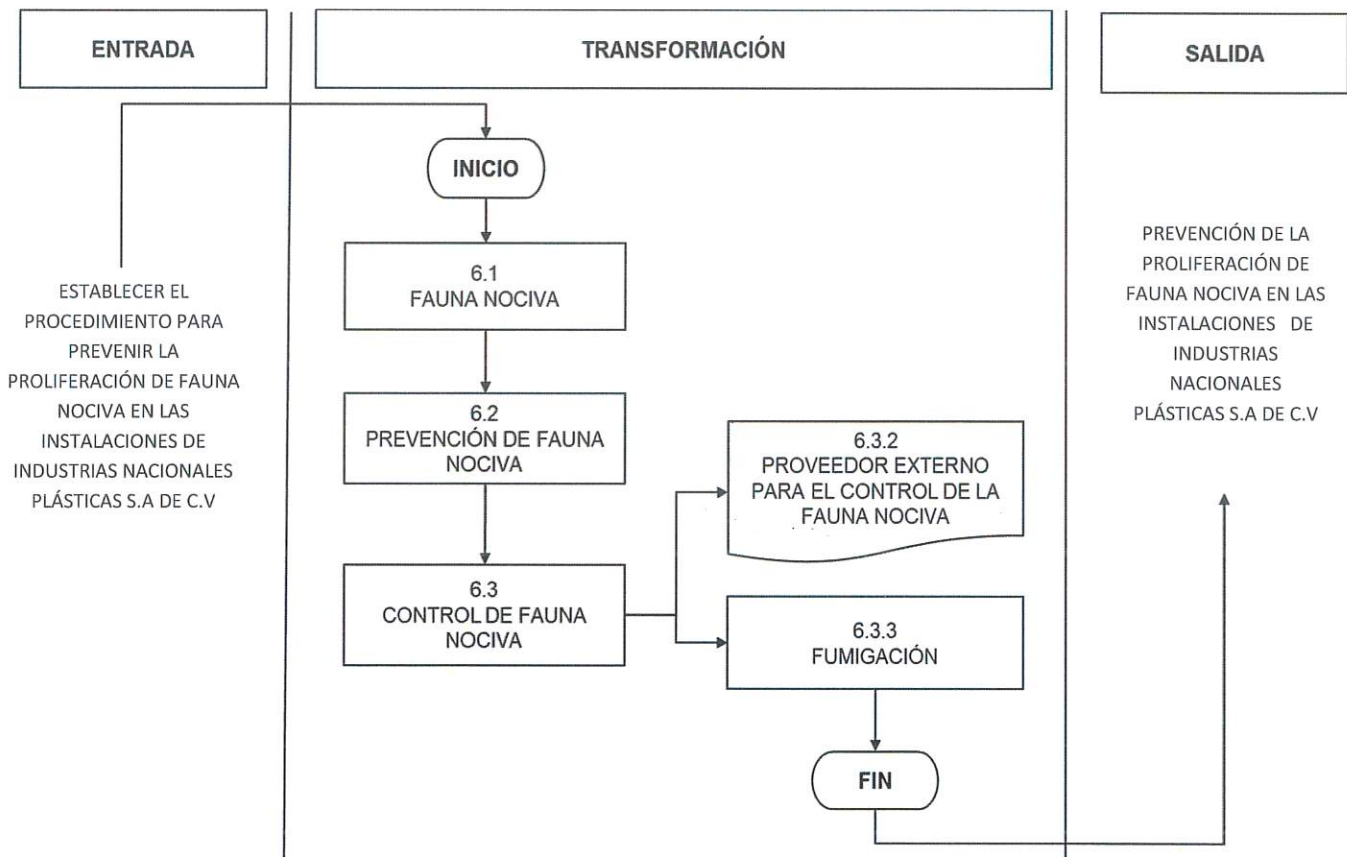 ENTRADA
TRANSFORMACIÓN
SALIDA
ESTABLECER EL
PROCEDIMIENTO PARA
PREVENIR LA
PROLIFERACIÓN DE FAUNA
NOCIVA EN LAS
INSTALACIONES DE
INDUSTRIAS NACIONALES
PLÁSTICAS S.A DE C.V
INICIO
6.1
FAUNA NOCIVA
6.2
PREVENCIÓN DE FAUNA
NOCIVA
6.3
CONTROL DE FAUNA
NOCIVA
6.3.2
PROVEEDOR EXTERNO
PARA EL CONTROL DE LA
FAUNA NOCIVA
6.3.3
FUMIGACIÓN
FIN
PREVENCIÓN DE LA
PROLIFERACIÓN DE
FAUNA NOCIVA EN LAS
INSTALACIONES DE
INDUSTRIAS
NACIONALES
PLÁSTICAS S.A DE C.V